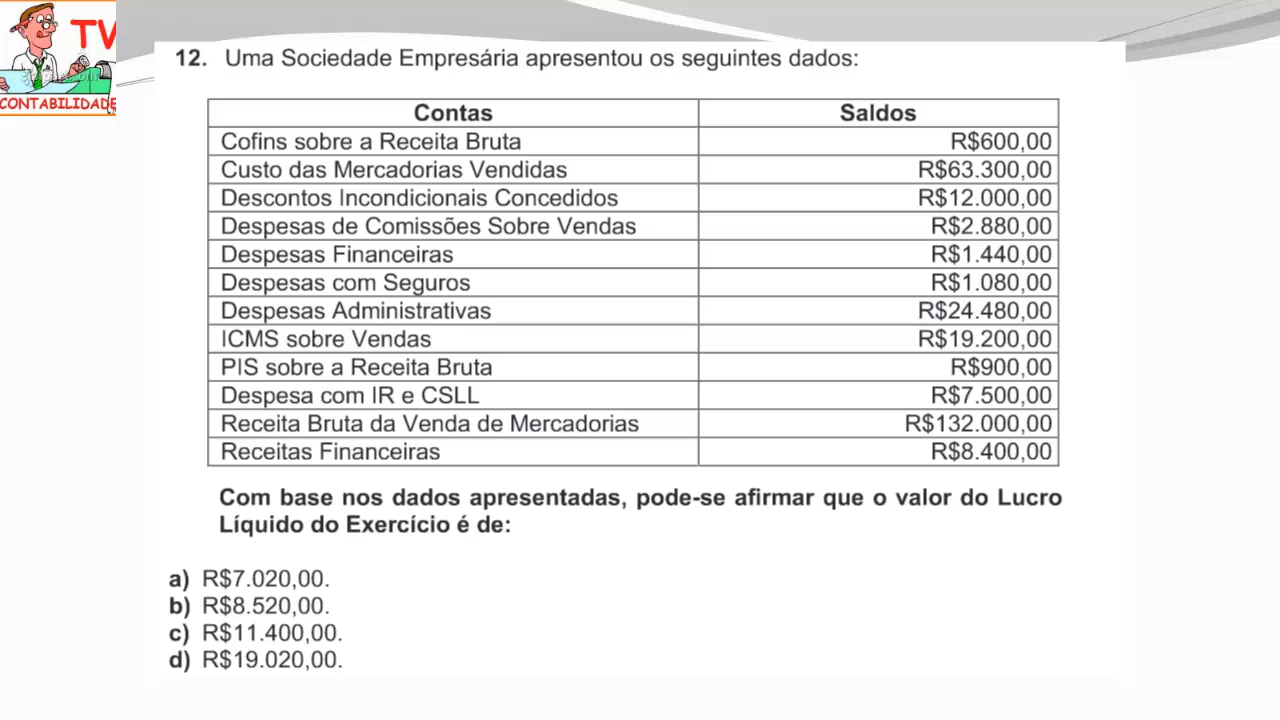 TV
CONTABILIDADE
12. Uma Sociedade Empresária apresentou os seguintes dados:
Contas Saldos
Cofins sobre a Receita Bruta R$600,00
Custo das Mercadorias Vendidas R$63.300,00
Descontos Incondicionais Concedidos R$12.000,00
Despesas de Comissões Sobre Vendas R$2.880,00
Despesas Financeiras R$1.440,00
Despesas com Seguros R$1.080,00
Despesas Administrativas R$24.480,00
ICMS sobre Vendas R$19.200,00
PIS sobre a Receita Bruta R$900,00
Despesa com IR e CSLL R$7.500,00
Receita Bruta da Venda de Mercadorias R$132.000,00
Receitas Financeiras R$8.400,00
Com base nos dados apresentadas, pode-se afirmar que o valor do Lucro
Líquido do Exercício é de:
a) R$7.020,00.
b) R$8.520,00.
c) R$11.400,00.
d) R$19.020,00.